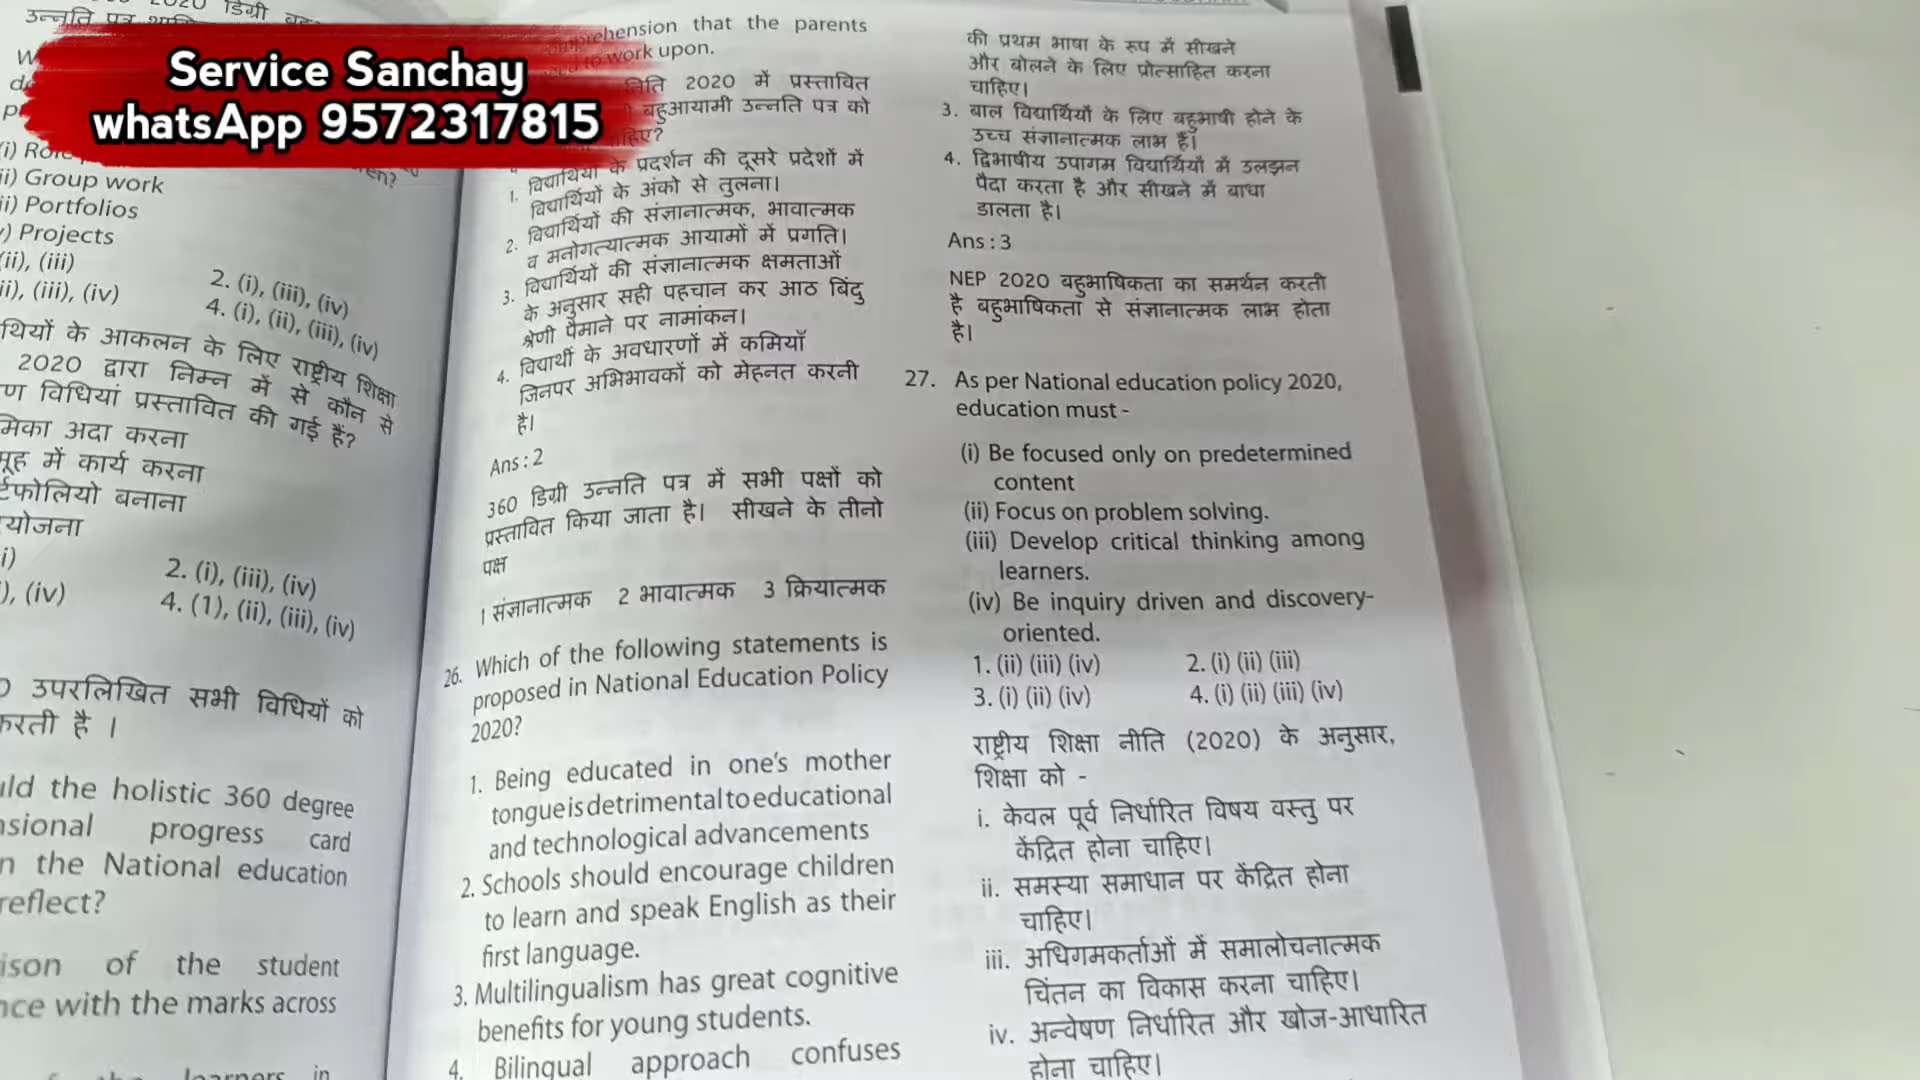 Service Sanchay
whatsApp 9572317815
2020 डिग्री
उन्नति पत्र
ii) Group work
ii) Portfolios
) Projects
(ii), (iii)
2. (i), (iii), (iv)
ii), (iii), (iv)
4. (i), (ii), (iii), (iv)
थियों के आकलन के लिए राष्ट्रीय शिक्षा
2020 द्वारा निम्न में से कौन से
ण विधियां प्रस्तावित की गई हैं?
मिका अदा करना
मूह में कार्य करना
र्टफोलियो बनाना
योजना
i)
2. (i), (iii), (iv)
), (iv)
4. (1), (ii), (iii), (iv)
उपरलिखित सभी विधियों को
करती है ।
uld the holistic 360 degree
nsional progress card
n the National education
reflect?
ison of the student
nce with the marks across
learners in
rehension that the parents
work upon.
2020 में प्रस्तावित
बहुआयामी उन्नति पत्र को
1. विद्यार्थियों के प्रदर्शन की दूसरे प्रदेशों में
विद्यार्थियों के अंको से तुलना।
2. विद्यार्थियों की संज्ञानात्मक, भावात्मक
व मनोगत्यात्मक आयामों में प्रगति।
3. विद्यार्थियों की संज्ञानात्मक क्षमताओं
के अनुसार सही पहचान कर आठ बिंदु
श्रेणी पैमाने पर नामांकन।
4. विद्यार्थी के अवधारणों में कमियाँ
जिनपर अभिभावकों को मेहनत करनी
है।
Ans : 2
360 डिग्री उन्नति पत्र में सभी पक्षों को
प्रस्तावित किया जाता है। सीखने के तीनो
पक्ष
1 संज्ञानात्मक 2 भावात्मक 3 क्रियात्मक
26. Which of the following statements is
proposed in National Education Policy
2020?
1. Being educated in one's mother
tongue is detrimental to educational
and technological advancements
2. Schools should encourage children
to learn and speak English as their
first language.
3. Multilingualism has great cognitive
benefits for young students.
4. Bilingual approach confuses
की प्रथम भाषा के रूप में सीखने
और बोलने के लिए प्रोत्साहित करना
चाहिए।
3. बाल विद्यार्थियों के लिए बहुभाषी होने के
उच्च संज्ञानात्मक लाभ हैं।
4. द्विभाषीय उपागम विद्यार्थियों में उलझन
पैदा करता है और सीखने में बाधा
डालता है।
Ans : 3
NEP 2020 बहुभाषिकता का समर्थन करती
है बहुभाषिकता से संज्ञानात्मक लाभ होता
है।
27. As per National education policy 2020,
education must -
(i) Be focused only on predetermined
content
(ii) Focus on problem solving.
(iii) Develop critical thinking among
learners.
(iv) Be inquiry driven and discovery-
oriented.
1. (ii) (iii) (iv) 2. (i) (ii) (iii)
3. (i) (ii) (iv) 4. (i) (ii) (iii) (iv)
राष्ट्रीय शिक्षा नीति (2020) के अनुसार,
शिक्षा को -
i. केवल पूर्व निर्धारित विषय वस्तु पर
केंद्रित होना चाहिए।
ii. समस्या समाधान पर केंद्रित होना
चाहिए।
iii. अधिगमकर्ताओं में समालोचनात्मक
चिंतन का विकास करना चाहिए।
iv. अन्वेषण निर्धारित और खोज-आधारित
होना चाहिए।